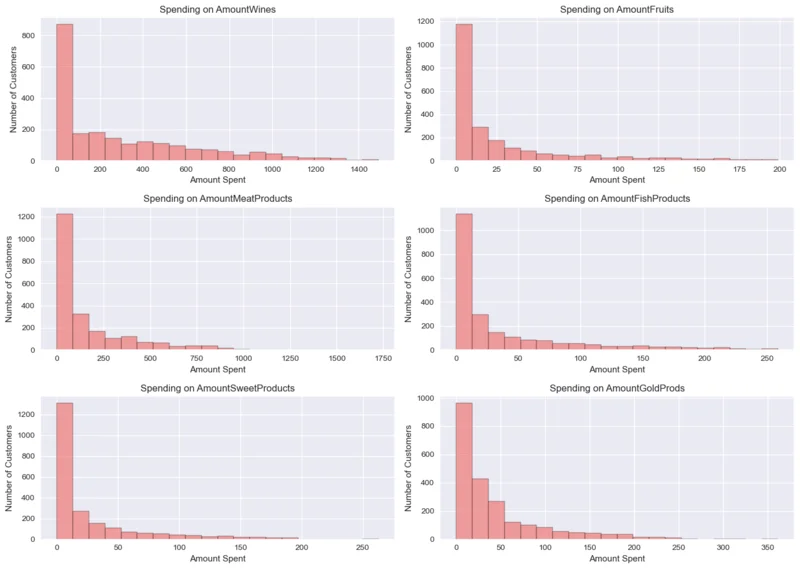 Spending on AmountWines
Number of Customers
800
600
400
200
0
0 200 400 600 800 1000 1200 1400
Amount Spent
Spending on AmountFruits
Number of Customers
1200
1000
800
600
400
200
0
0 25 50 75 100 125 150 175 200
Amount Spent
Spending on AmountMeatProducts
Number of Customers
1200
1000
800
600
400
200
0
0 250 500 750 1000 1250 1500 1750
Amount Spent
Spending on AmountFishProducts
Number of Customers
1000
800
600
400
200
0
0 50 100 150 200 250
Amount Spent
Spending on AmountSweetProducts
Number of Customers
1200
1000
800
600
400
200
0
0 50 100 150 200 250
Amount Spent
Spending on AmountGoldProds
Number of Customers
1000
800
600
400
200
0
0 50 100 150 200 250 300 350
Amount Spent